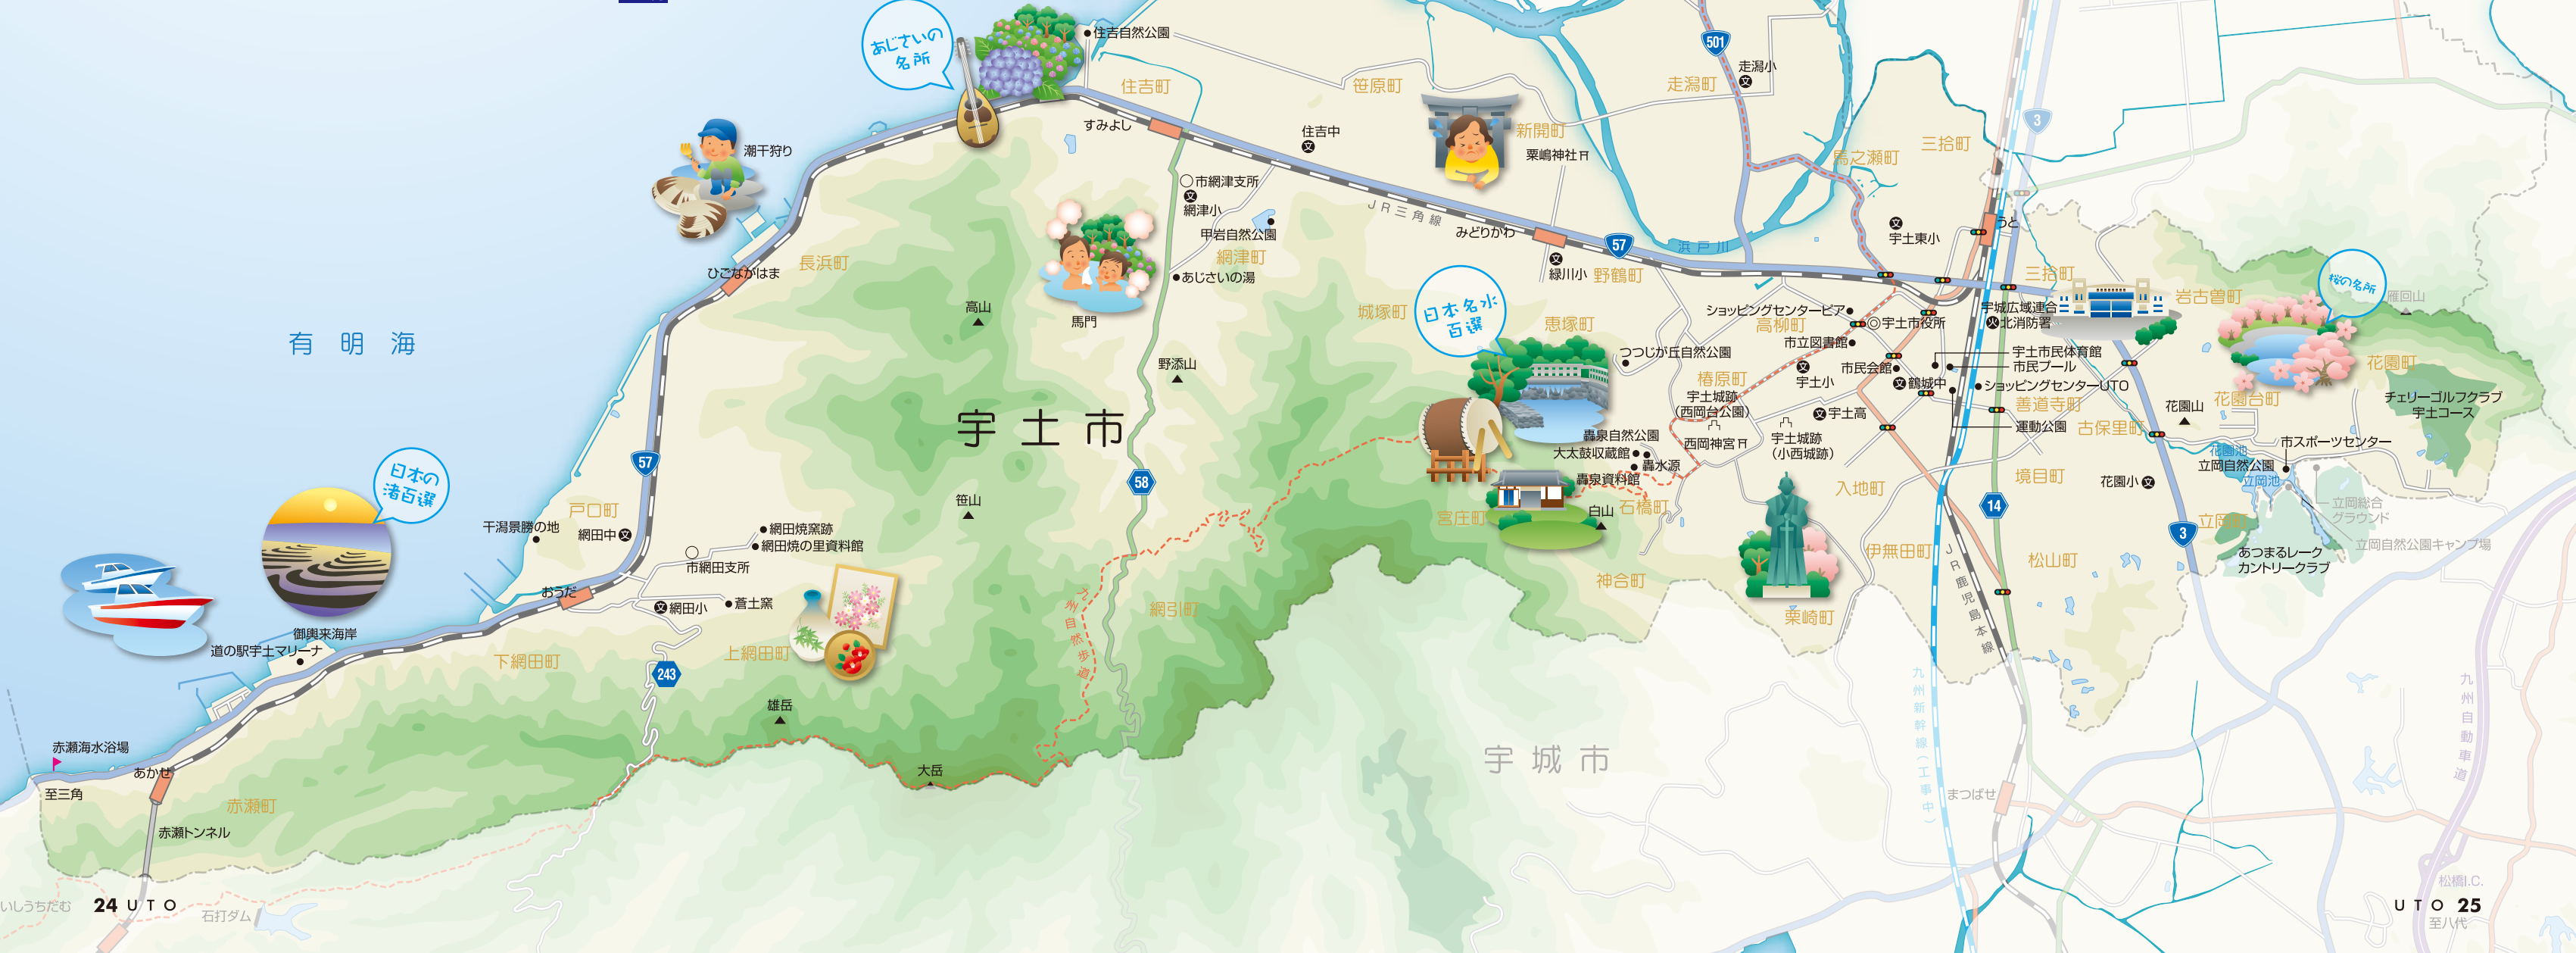 あじさいの
名所
住吉自然公園
住吉町
笹原町
501
走潟小
文
走潟町
すみよし
住吉中
文
新開町
粟嶋神社
三拾町
馬之瀬町
3
潮干狩り
市網津支所
文
網津小
甲岩自然公園
網津町
JR三角線
みどりかわ
57
浜戸川
文
宇土東小
うと
文
緑川小
野鶴町
あじさいの湯
ひごながはま
長浜町
高山
馬門
城塚町
日本名水
百選
恵塚町
ショッピングセンターピア
高柳町
宇土市役所
市立図書館
宇城広域連合
火北消防署
三拾町
岩古曽町
桜の名所
雁回山
有明海
野添山
つつじが丘自然公園
椿原町
文
宇土小
市民会館
文鶴城中
宇土市民体育館
市民プール
ショッピングセンターUTO
善道寺町
運動公園
花園町
花園台町
チェリーゴルフクラブ
宇土コース
花園山
古保里町
宇土城跡
(西岡台公園)
文宇土高
宇土市
轟泉自然公園
大太鼓収蔵館
轟水源
轟泉資料館
西岡神宮
宇土城跡
(小西城跡)
市スポーツセンター
花園池
立岡自然公園
立岡池
57
58
日本の
渚百選
笹山
戸口町
干潟景勝の地
網田中文
網田焼窯跡
網田焼の里資料館
市網田支所
宮庄町
白山
石橋町
入地町
14
境目町
花園小文
立岡町
3
立岡総合
グラウンド
立岡自然公園キャンプ場
あつまるレーク
カントリークラブ
おうだ
文網田小
蒼土窯
網引町
九州自然歩道
神合町
伊無田町
松山町
JR鹿児島本線
栗崎町
御輿来海岸
道の駅宇土マリーナ
下網田町
上網田町
243
雄岳
大岳
宇城市
九州新幹線(工事中)
九州自動車道
赤瀬海水浴場
あかせ
至三角
赤瀬町
赤瀬トンネル
まつばせ
松橋I.C.
いしうちだむ
24 UTO
石打ダム
UTO 25
至八代